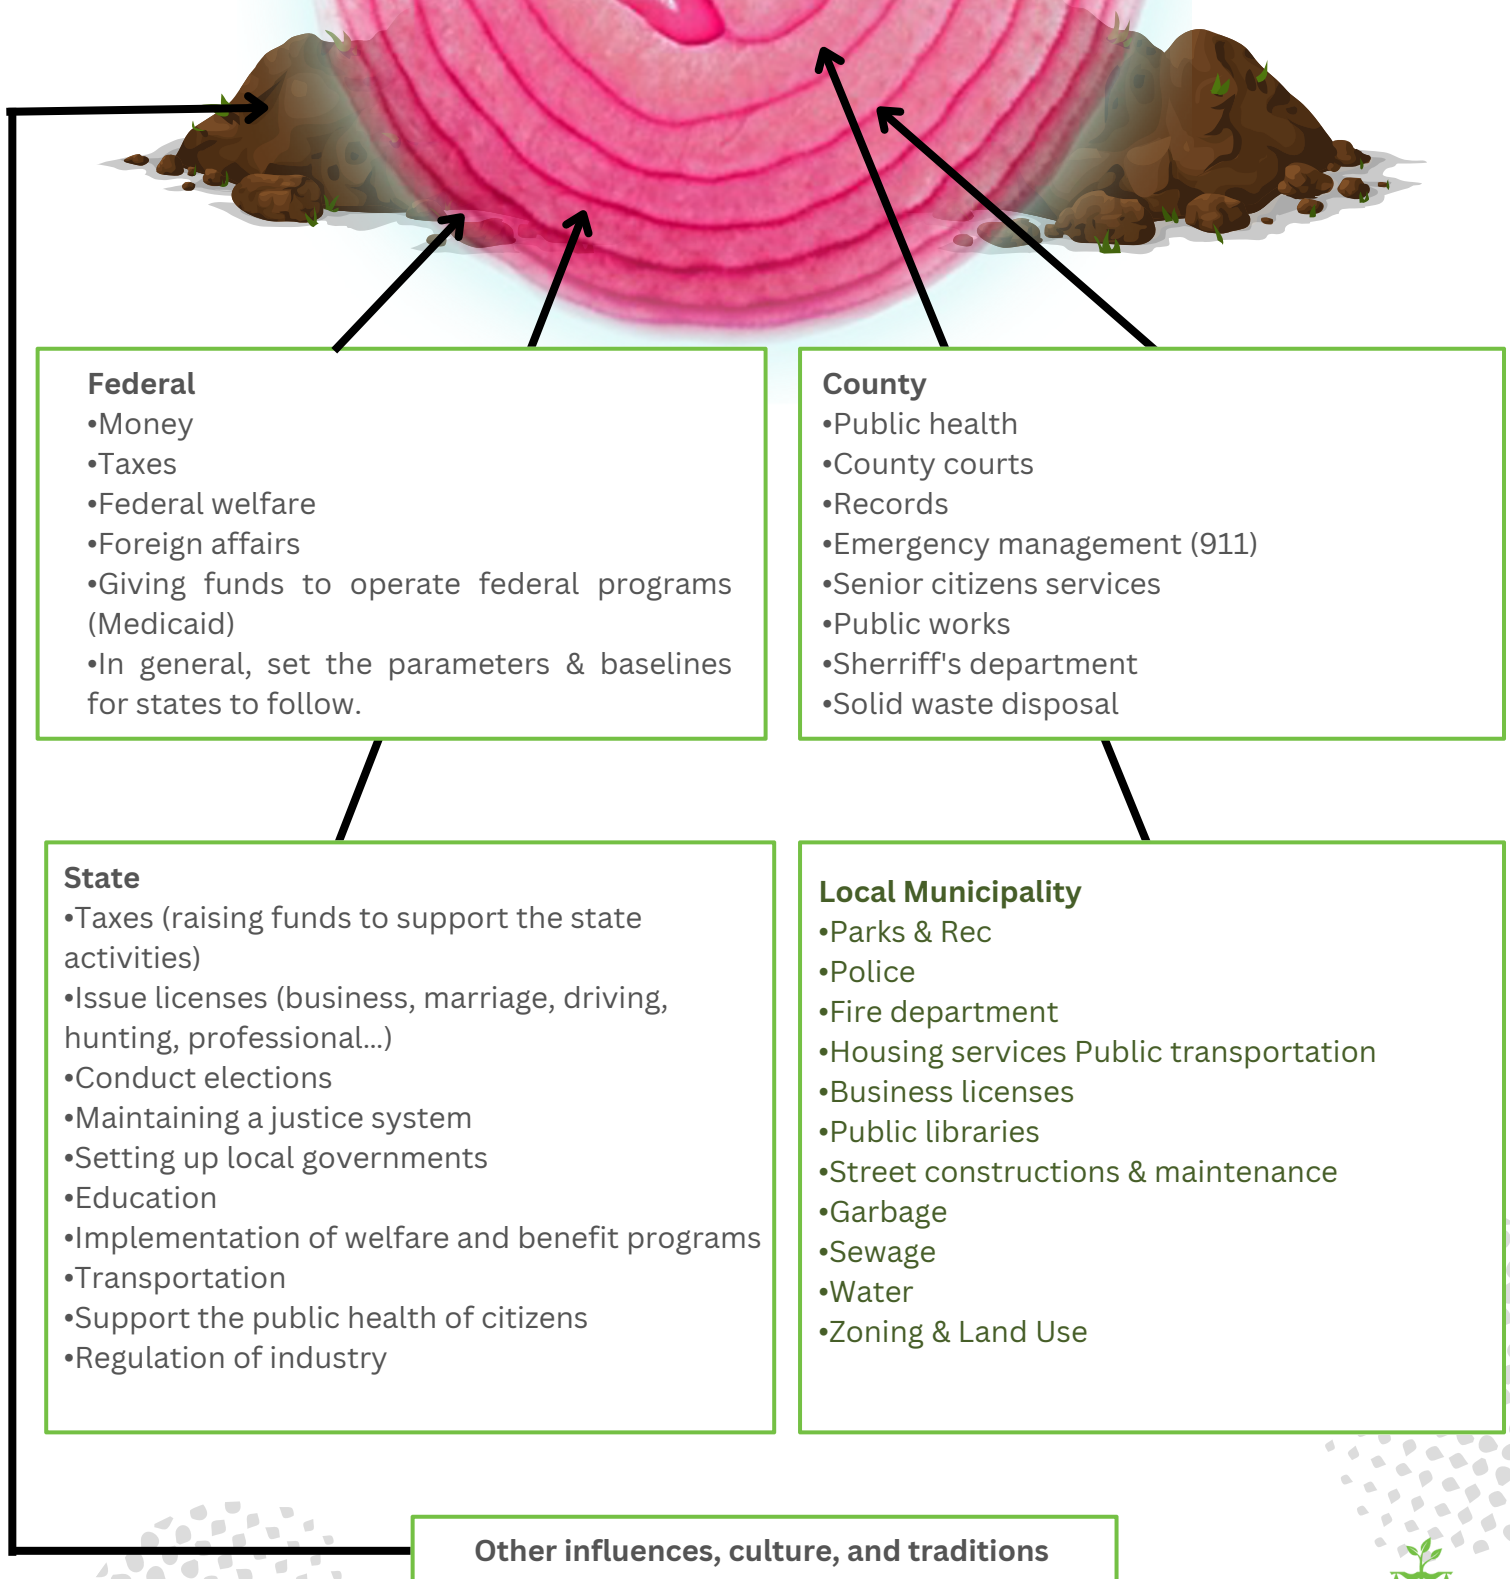 Federal
•Money
•Taxes
•Federal welfare
•Foreign affairs
•Giving funds to operate federal programs
(Medicaid)
•In general, set the parameters & baselines
for states to follow.
County
•Public health
•County courts
•Records
•Emergency management (911)
•Senior citizens services
•Public works
•Sherriff's department
•Solid waste disposal
State
•Taxes (raising funds to support the state
activities)
•Issue licenses (business, marriage, driving,
hunting, professional...)
•Conduct elections
•Maintaining a justice system
•Setting up local governments
•Education
•Implementation of welfare and benefit programs
•Transportation
•Support the public health of citizens
•Regulation of industry
Local Municipality
•Parks & Rec
•Police
•Fire department
•Housing services Public transportation
•Business licenses
•Public libraries
•Street constructions & maintenance
•Garbage
•Sewage
•Water
•Zoning & Land Use
Other influences, culture, and traditions